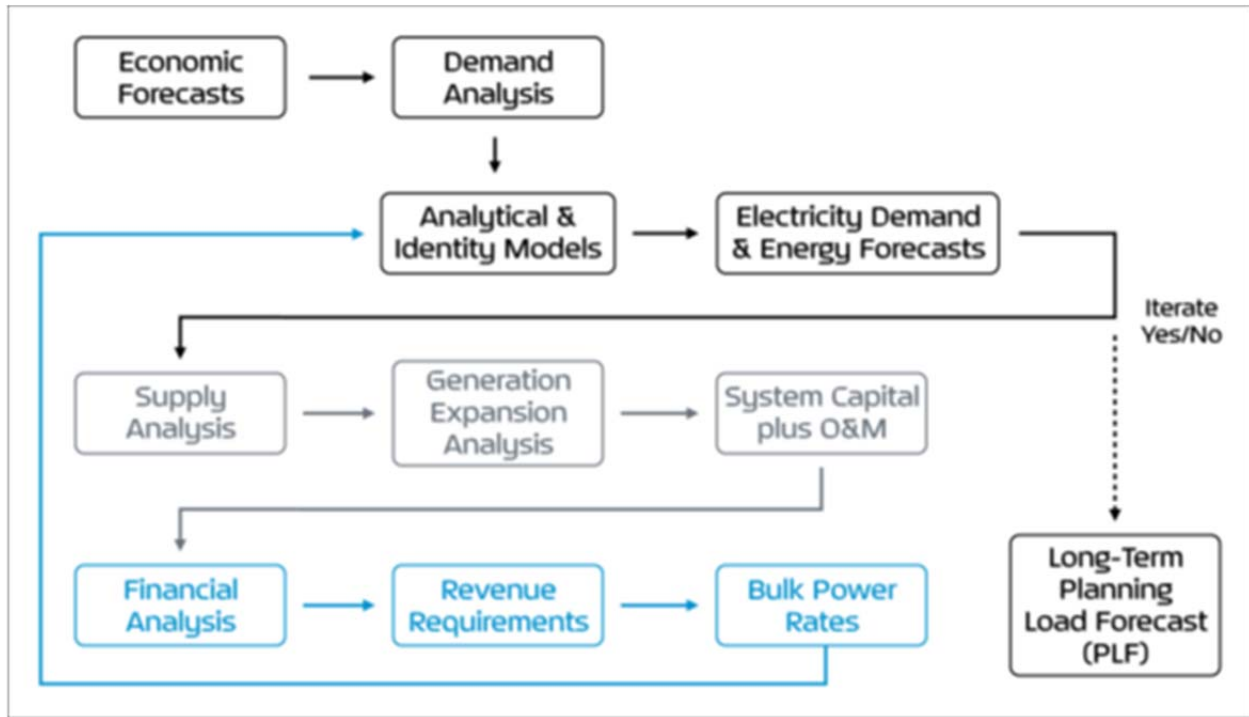 Economic
Forecasts
Demand
Analysis
Analytical &
Identity Models
Electricity Demand
& Energy Forecasts
Iterate
Yes/No
Supply
Analysis
Generation
Expansion
Analysis
System Capital
plus O&M
Financial
Analysis
Revenue
Requirements
Bulk Power
Rates
Long-Term
Planning
Load Forecast
(PLF)